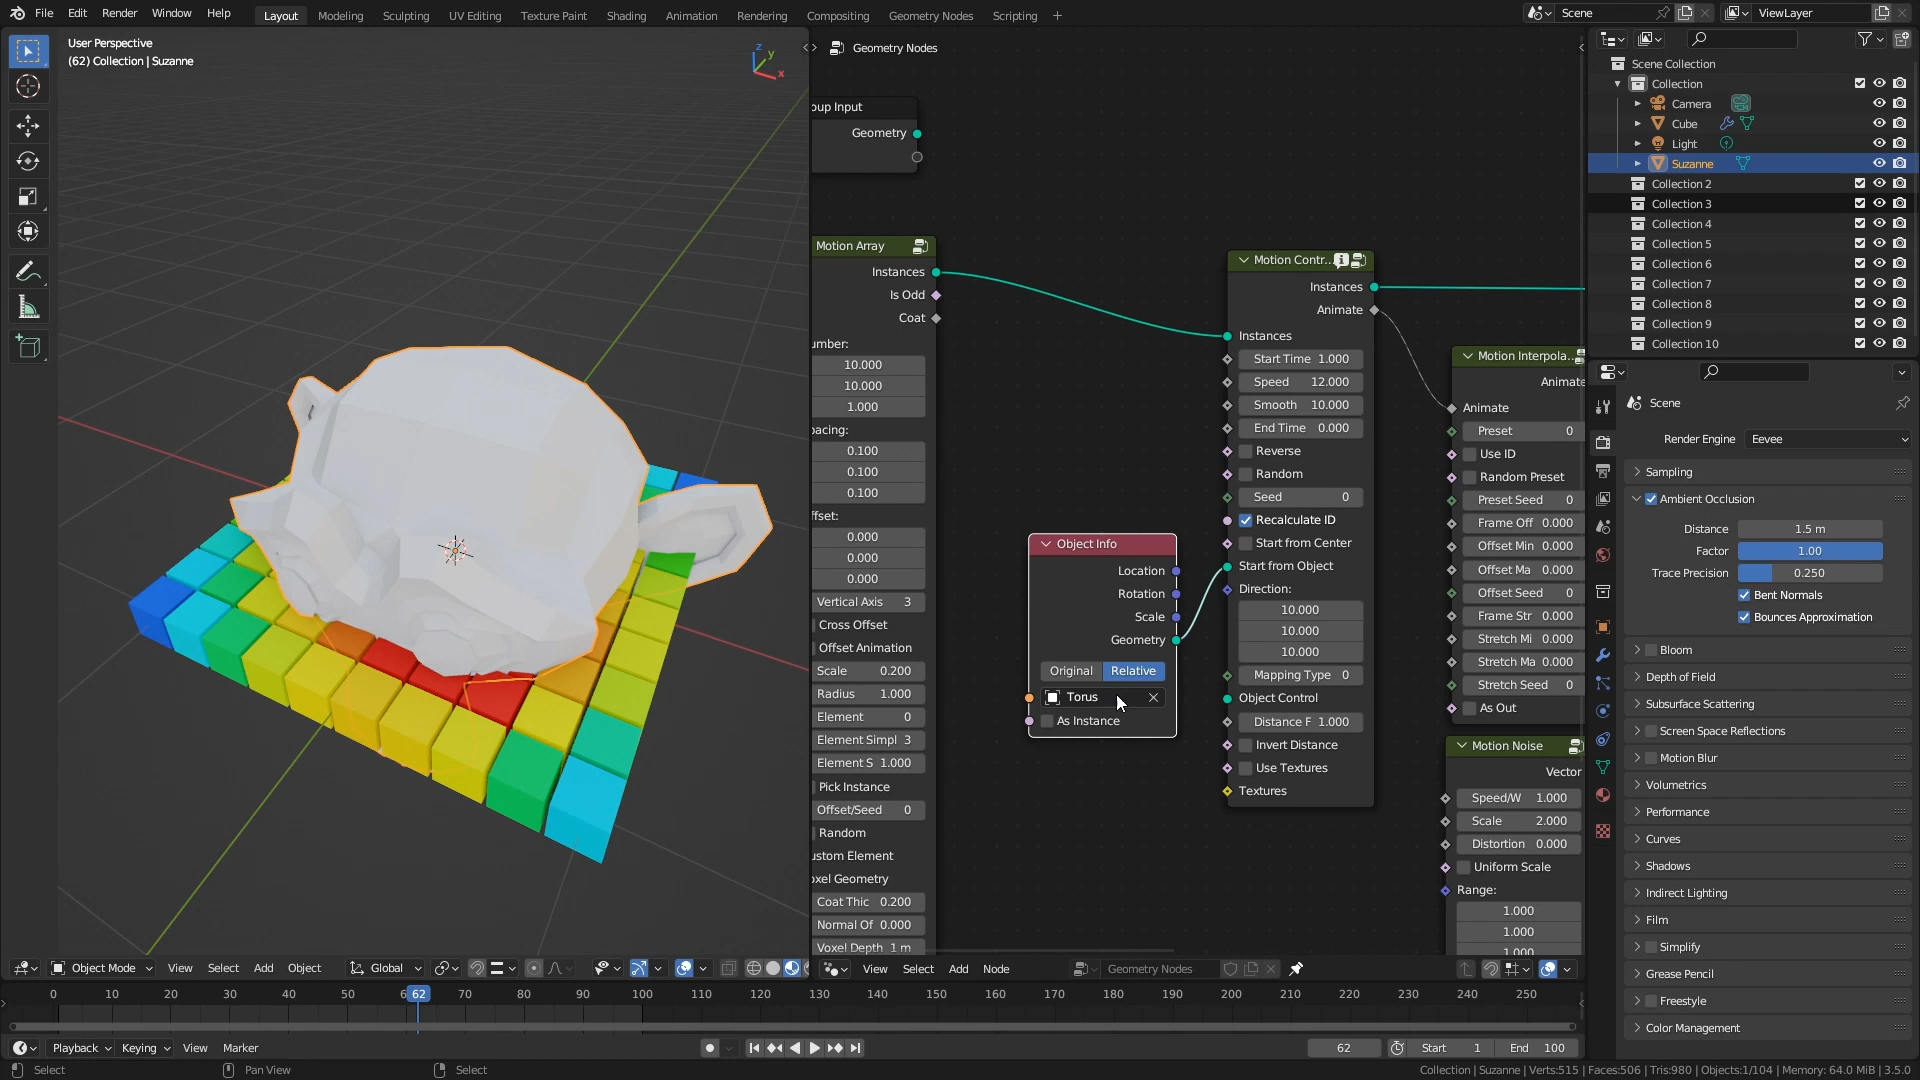 File Edit Render Window Help
Layout Modeling Sculpting UV Editing Texture Paint Shading Animation Rendering Compositing Geometry Nodes Scripting +
Scene
ViewLayer
User Perspective
(62) Collection | Suzanne
z
y
x
Geometry Nodes
oup Input
Geometry
Motion Array
Instances
Is Odd
Coat
umber:
10.000
10.000
1.000
pacing:
0.100
0.100
0.100
ffset:
0.000
0.000
0.000
Vertical Axis 3
Cross Offset
Offset Animation
Scale 0.200
Radius 1.000
Element 0
Element Simpl 3
Element S 1.000
Pick Instance
Offset/Seed 0
Random
ustom Element
oxel Geometry
Coat Thic 0.200
Normal Of 0.000
Voxel Depth 1 m
Object Info
Location
Rotation
Scale
Geometry
Original Relative
Torus
As Instance
Motion Contr...
Instances
Animate
Instances
Start Time 1.000
Speed 12.000
Smooth 10.000
End Time 0.000
Reverse
Random
Seed 0
Recalculate ID
Start from Center
Start from Object
Direction:
10.000
10.000
10.000
Mapping Type 0
Object Control
Distance F 1.000
Invert Distance
Use Textures
Textures
Motion Interpola...
Animate
Animate
Preset 0
Use ID
Random Preset
Preset Seed 0
Frame Off 0.000
Offset Min 0.000
Offset Ma 0.000
Offset Seed 0
Frame Str 0.000
Stretch Mi 0.000
Stretch Ma 0.000
Stretch Seed 0
As Out
Motion Noise
Vector
Speed/W 1.000
Scale 2.000
Distortion 0.000
Uniform Scale
Range:
1.000
1.000
1.000
Scene Collection
Collection
Camera
Cube
Light
Suzanne
Collection 2
Collection 3
Collection 4
Collection 5
Collection 6
Collection 7
Collection 8
Collection 9
Collection 10
Scene
Render Engine Eevee
Sampling
Ambient Occlusion
Distance 1.5 m
Factor 1.00
Trace Precision 0.250
Bent Normals
Bounces Approximation
Bloom
Depth of Field
Subsurface Scattering
Screen Space Reflections
Motion Blur
Volumetrics
Performance
Curves
Shadows
Indirect Lighting
Film
Simplify
Grease Pencil
Freestyle
Color Management
Object Mode View Select Add Object Global
View Select Add Node Geometry Nodes
0 10 20 30 40 50 6 62 70 80 90 100 110 120 130 140 150 160 170 180 190 200 210 220 230 240 250
Playback Keying View Marker
62 Start 1 End 100
Select Pan View Select
Collection | Suzanne | Verts:515 | Faces:506 | Tris:980 | Objects:1/104 | Memory: 64.0 MiB | 3.5.0